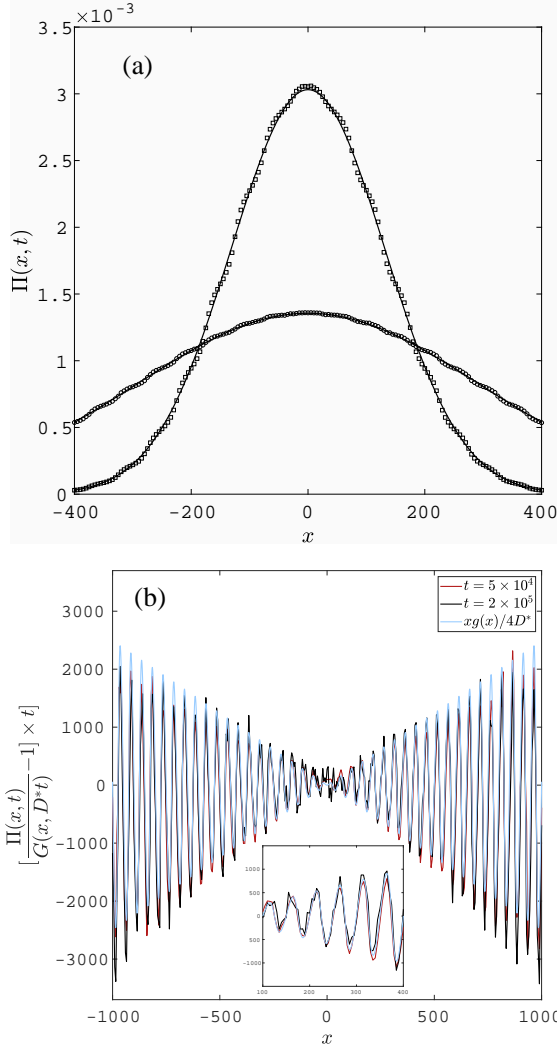 ×10⁻³
3.5
(a)
3
2.5
2
Π(x, t)
1.5
1
0.5
0
-400 -200 0 200 400
x
(b)
t = 5 × 10⁴
t = 2 × 10⁵
xg(x)/4D*
3000
2000
1000
0
-1000
-2000
-3000
[Π(x, t)/G(x, D*t) −1] × t]
1000
500
0
-500
-1000
100 200 300 400
-1000 -500 0 500 1000
x